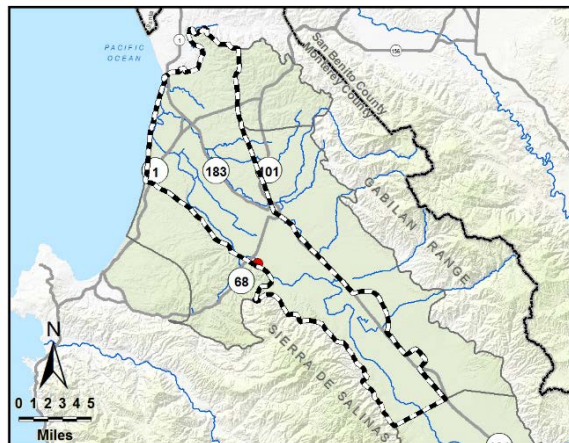 1
156
PACIFIC
OCEAN
San Benito County
Monterey County
1
183
101
GABILAN RANGE
68
SIERRA DE SALINAS
N
0 1 2 3 4 5
Miles